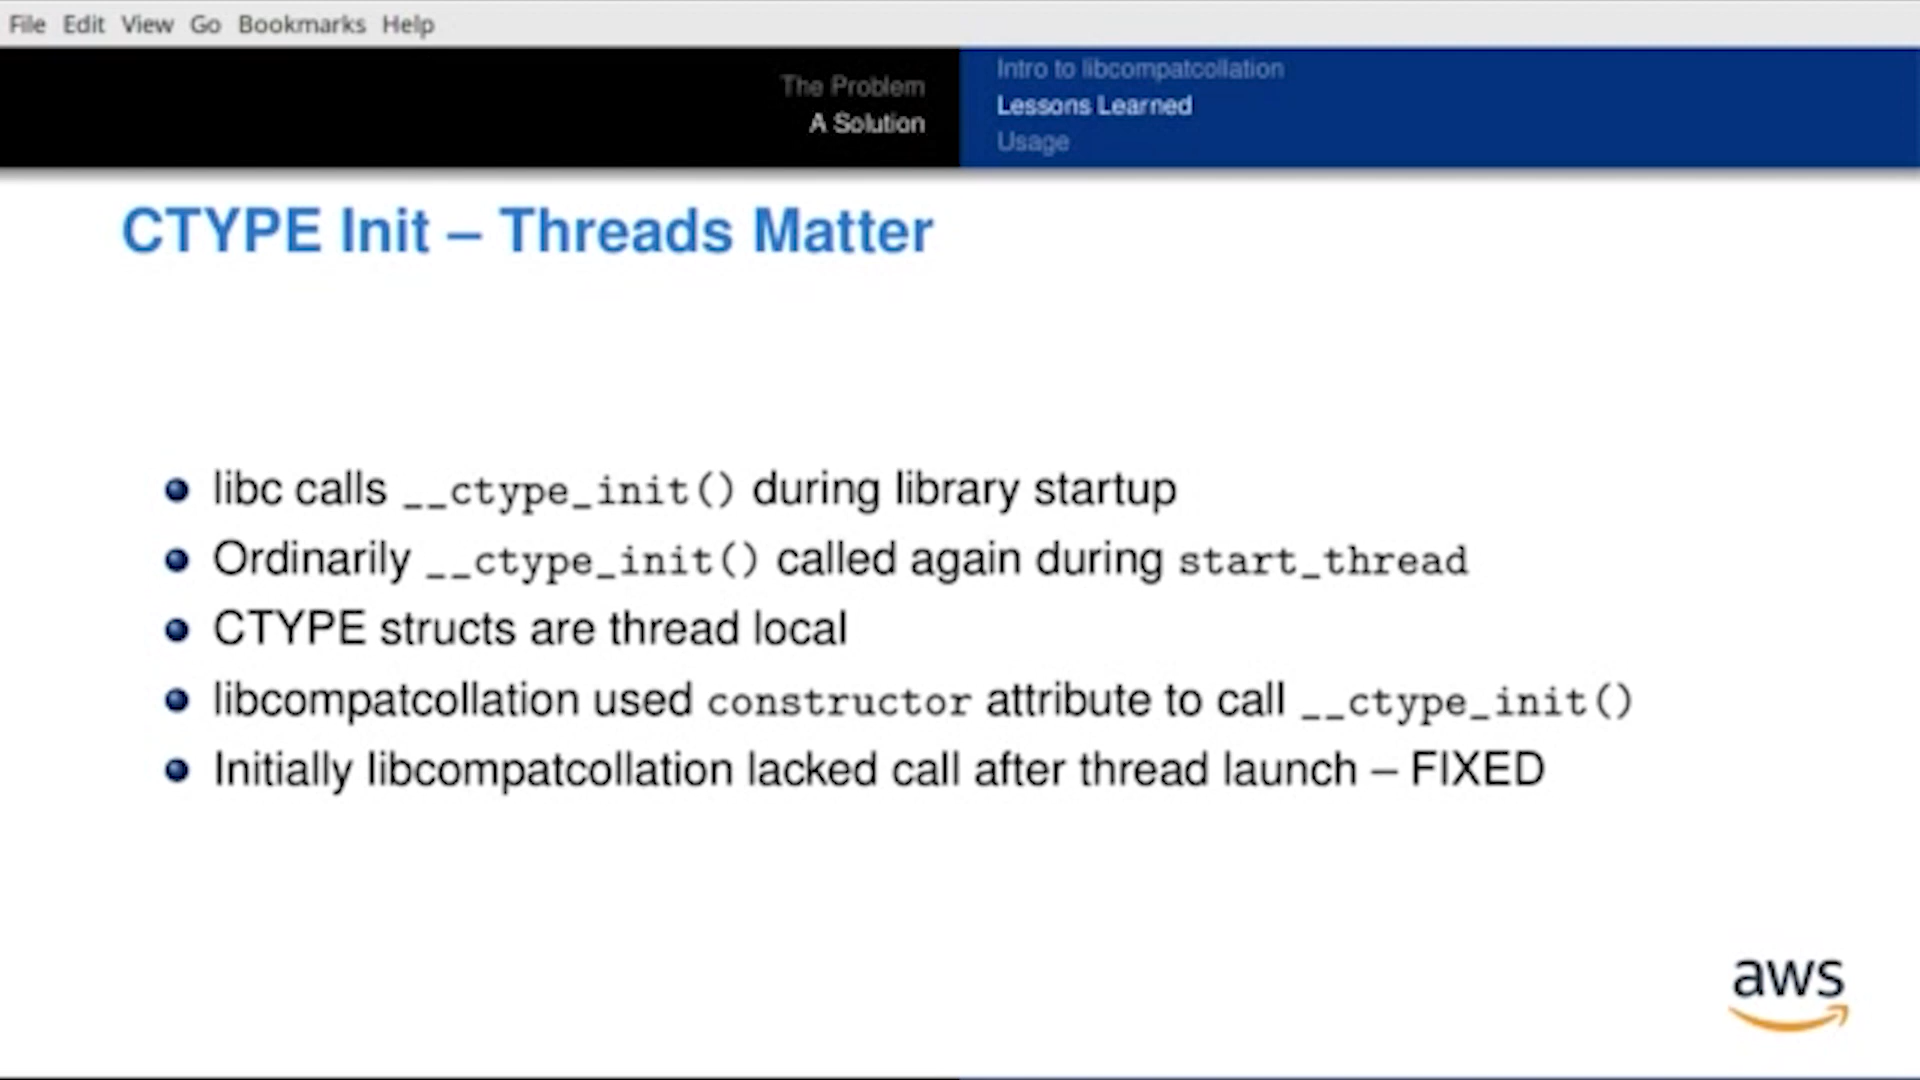 File Edit View Go Bookmarks Help
The Problem
A Solution
Intro to libcompatcollation
Lessons Learned
Usage
CTYPE Init – Threads Matter
libc calls __ctype_init() during library startup
Ordinarily __ctype_init() called again during start_thread
CTYPE structs are thread local
libcompatcollation used constructor attribute to call __ctype_init()
Initially libcompatcollation lacked call after thread launch – FIXED
aws